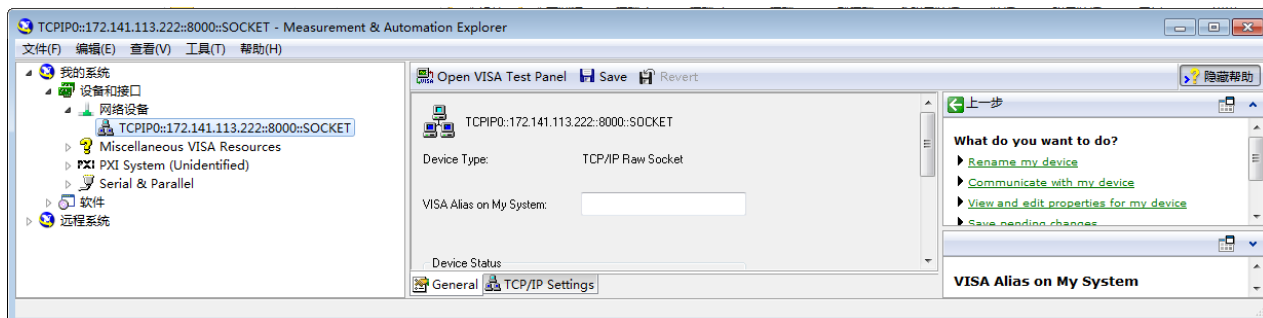 TCPIP0::172.141.113.222::8000::SOCKET - Measurement & Automation Explorer
文件(F) 编辑(E) 查看(V) 工具(T) 帮助(H)
我的系统
设备和接口
网络设备
TCPIP0::172.141.113.222::8000::SOCKET
Miscellaneous VISA Resources
PXI System (Unidentified)
Serial & Parallel
软件
远程系统
Open VISA Test Panel Save Revert
隐藏帮助
TCPIP0::172.141.113.222::8000::SOCKET
Device Type: TCP/IP Raw Socket
VISA Alias on My System:
Device Status
General TCP/IP Settings
上一步
What do you want to do?
Rename my device
Communicate with my device
View and edit properties for my device
Save pending changes
VISA Alias on My System